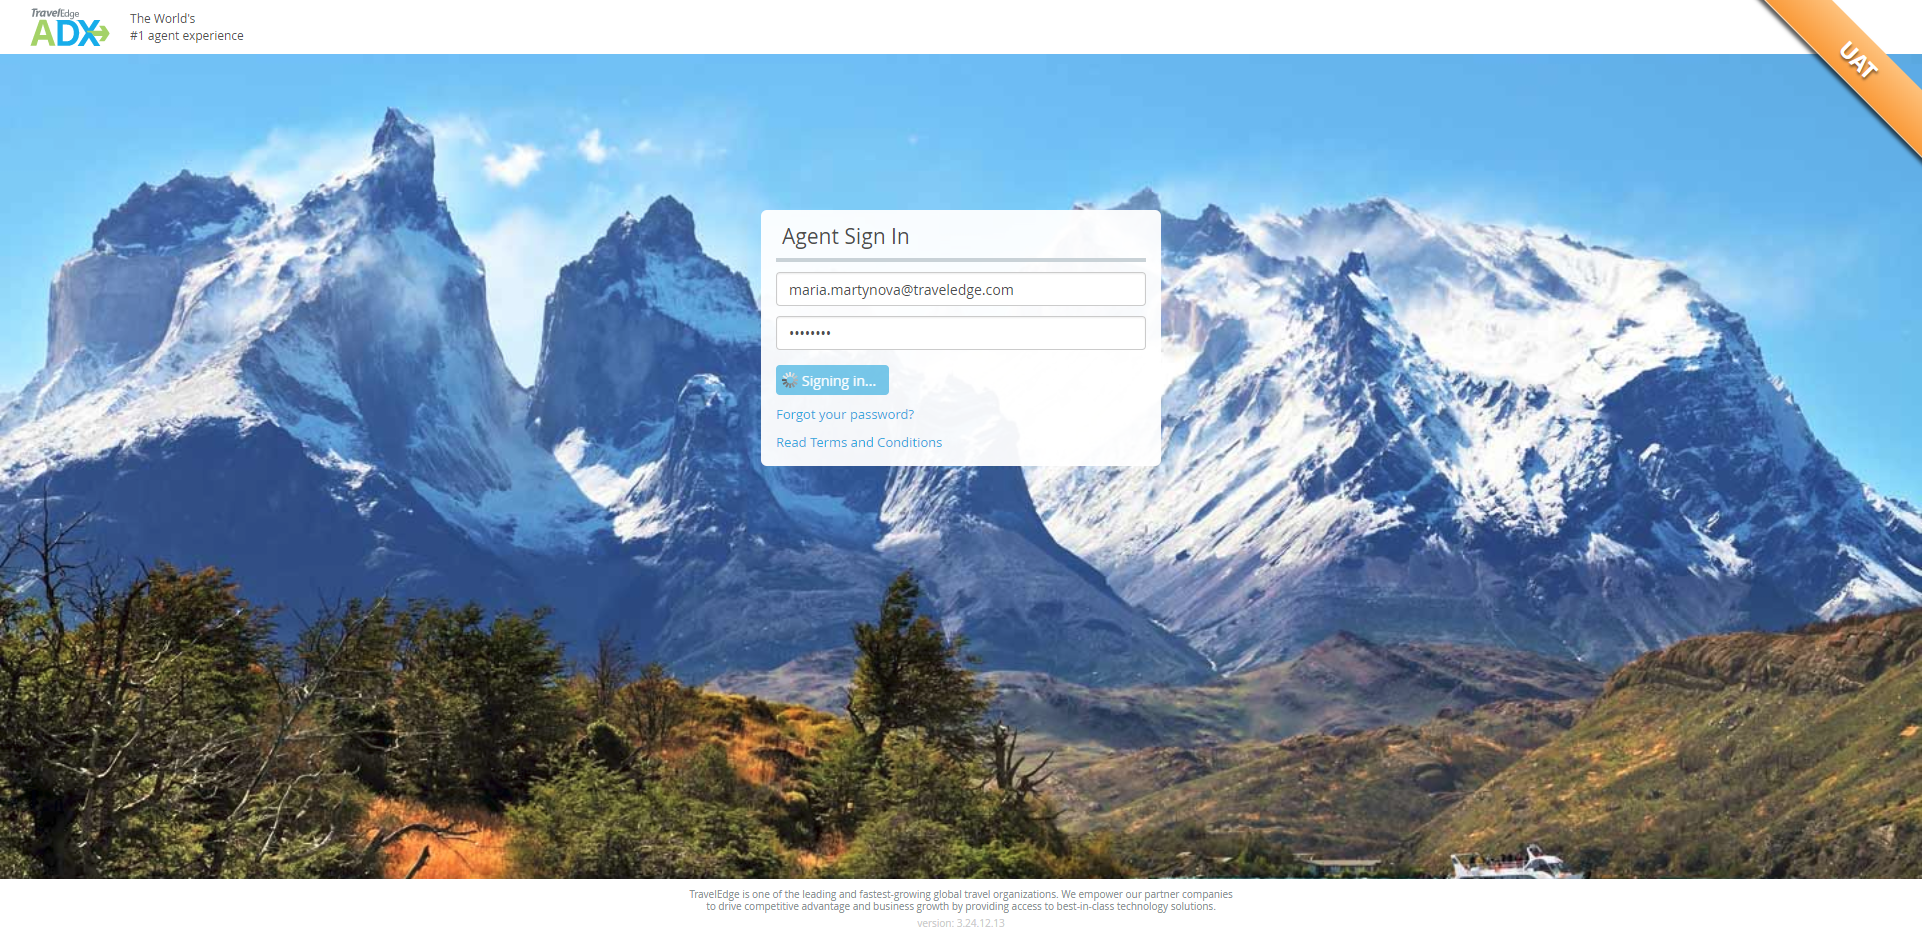 TravelEdge
ADX
The World's
#1 agent experience
UAT
Agent Sign In
maria.martynova@traveledge.com
••••••••
Signing in...
Forgot your password?
Read Terms and Conditions
TravelEdge is one of the leading and fastest-growing global travel organizations. We empower our partner companies
to drive competitive advantage and business growth by providing access to best-in-class technology solutions.
version: 3.24.12.13